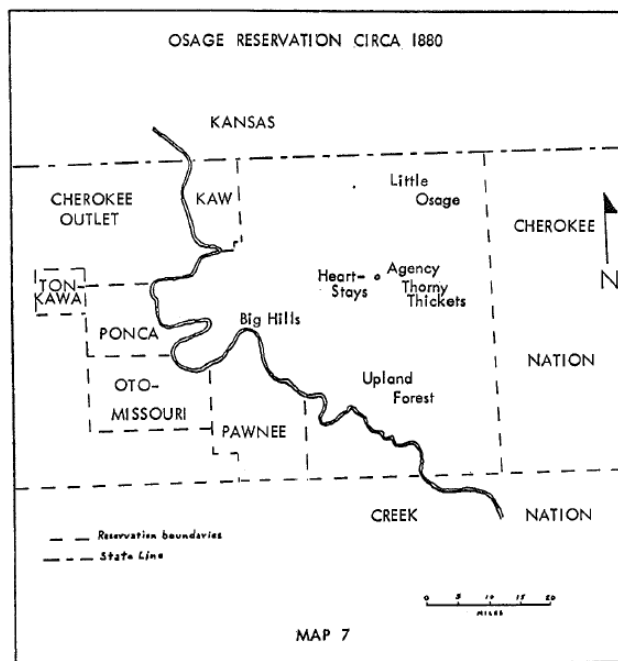 OSAGE RESERVATION CIRCA 1880
KANSAS
CHEROKEE
OUTLET
KAW
Little
Osage
CHEROKEE
N
TON-
KAWA
Heart-
Stays
Agency
Thorny
Thickets
Big Hills
PONCA
NATION
OTO-
MISSOURI
Upland
Forest
PAWNEE
CREEK NATION
Reservation boundaries
State Line
0 5 10 15 20
MILES
MAP 7